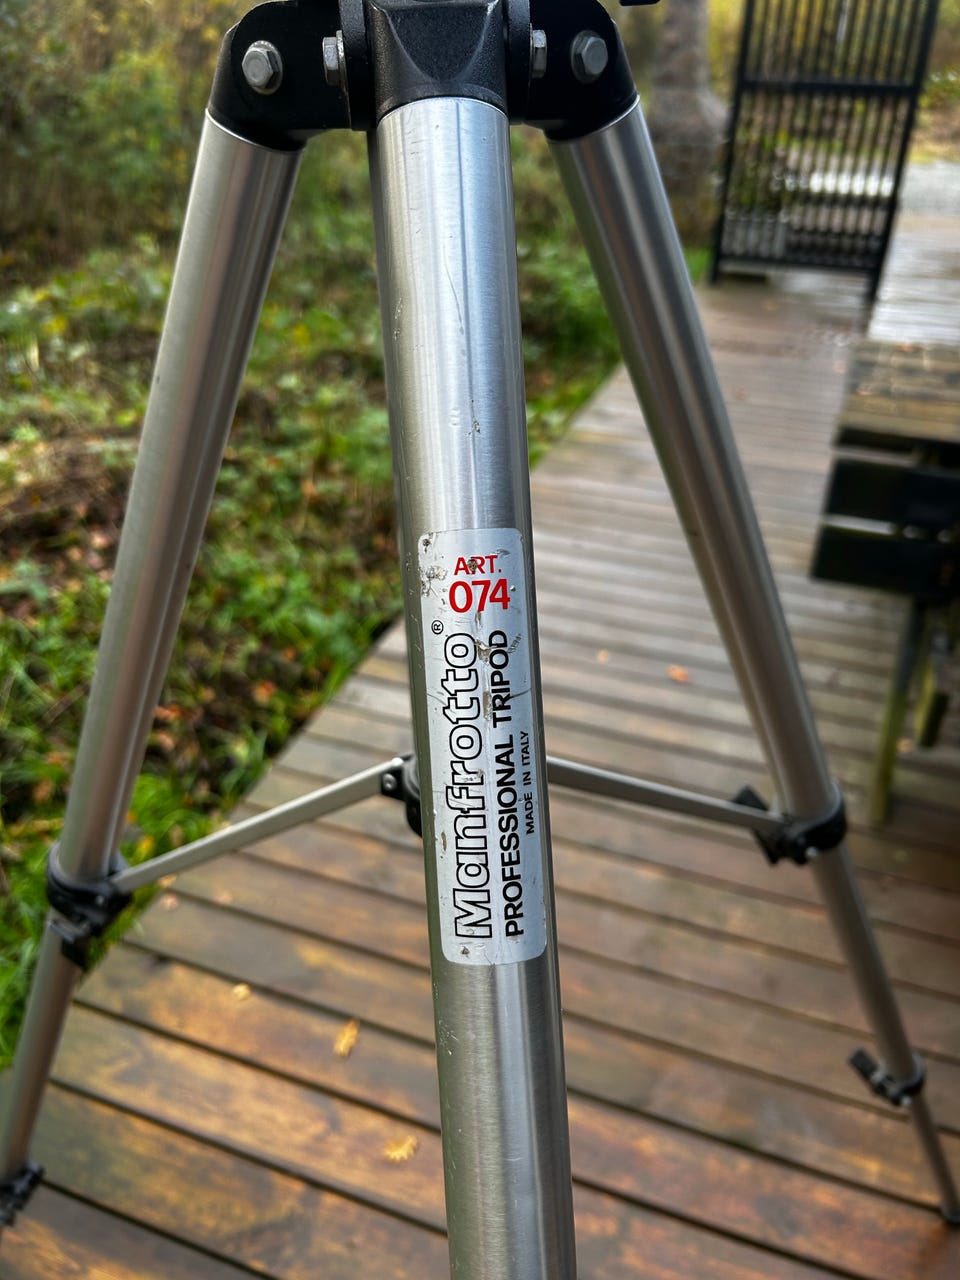 ART.
074
Manfrotto®
PROFESSIONAL TRIPOD
MADE IN ITALY